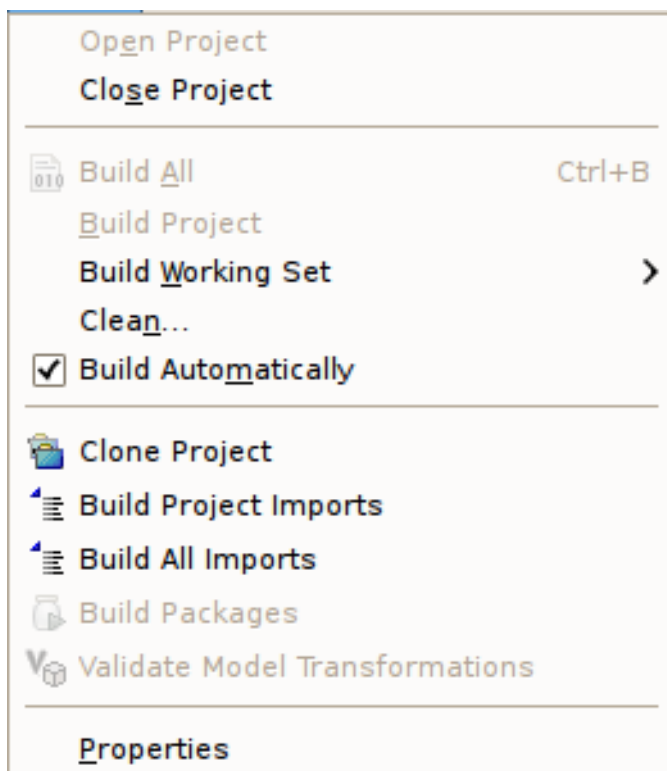 Open Project
Close Project
010 Build All Ctrl+B
Build Project
Build Working Set
Clean...
Build Automatically
Clone Project
Build Project Imports
Build All Imports
Build Packages
V Validate Model Transformations
Properties